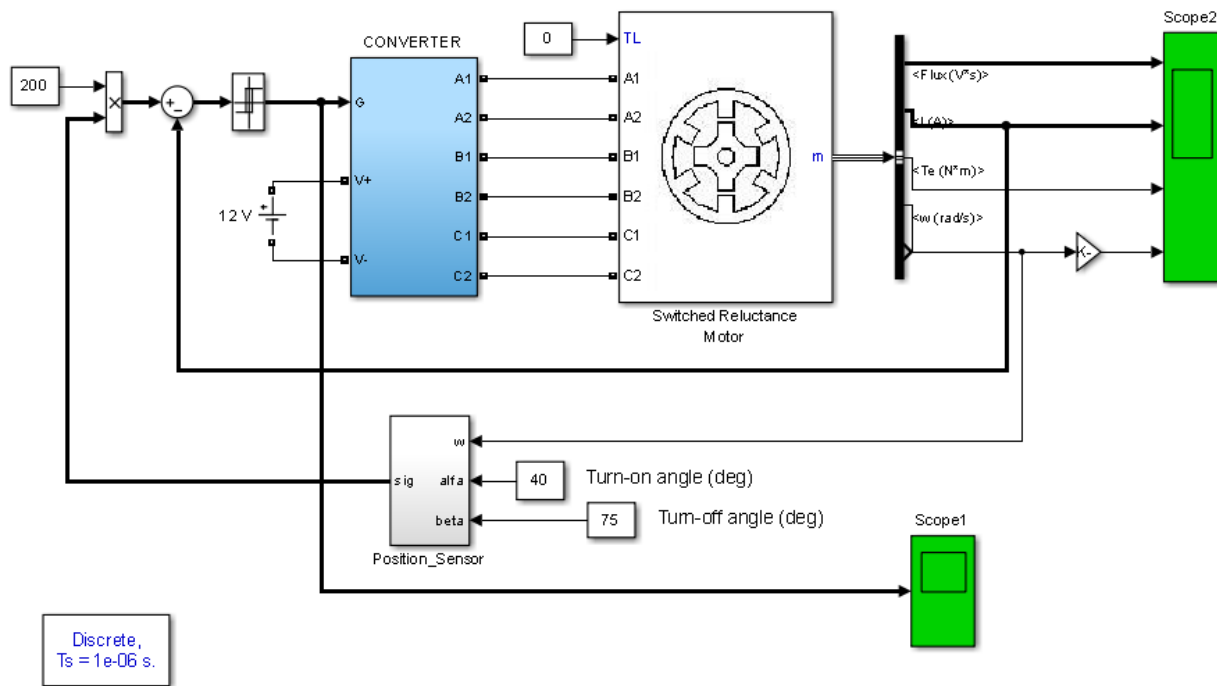 Scope2
CONVERTER
0
TL
200
A1
A1
<Flux (V*s)>
G
A2
A2
<I (A)>
B1
B1
m
V+
<Te (N*m)>
12 V
B2
B2
<w (rad/s)>
C1
C1
V-
K-
C2
C2
Switched Reluctance
Motor
w
sig
alfa
40
Turn-on angle (deg)
beta
75
Turn-off angle (deg)
Scope1
Position_Sensor
Discrete,
Ts = 1e-06 s.